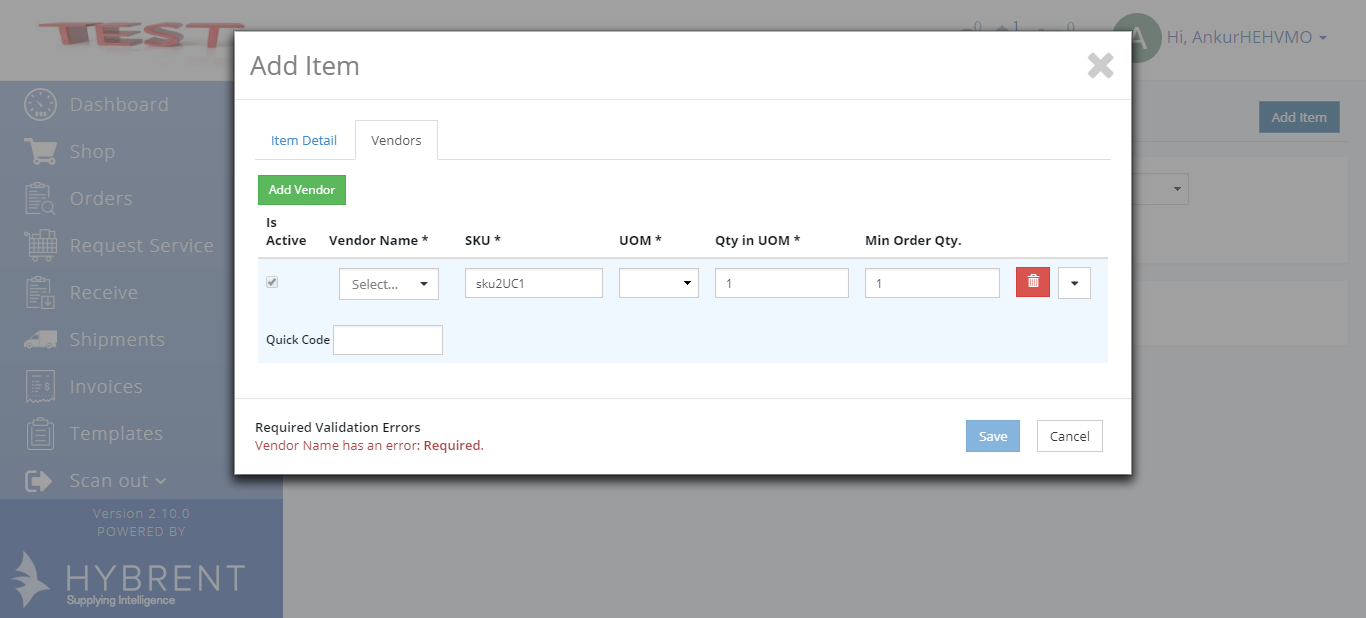 TEST
0
1
0
A
Hi, AnkurHEHVMO
Dashboard
Shop
Orders
Request Service
Receive
Shipments
Invoices
Templates
Scan out
Version 2.10.0
POWERED BY
HYBRENT
Supplying Intelligence
Add Item
Add Item
Item Detail
Vendors
Add Vendor
Is Active
Vendor Name *
SKU *
UOM *
Qty in UOM *
Min Order Qty.
Select...
sku2UC1
1
1
Quick Code
Required Validation Errors
Vendor Name has an error: Required.
Save
Cancel